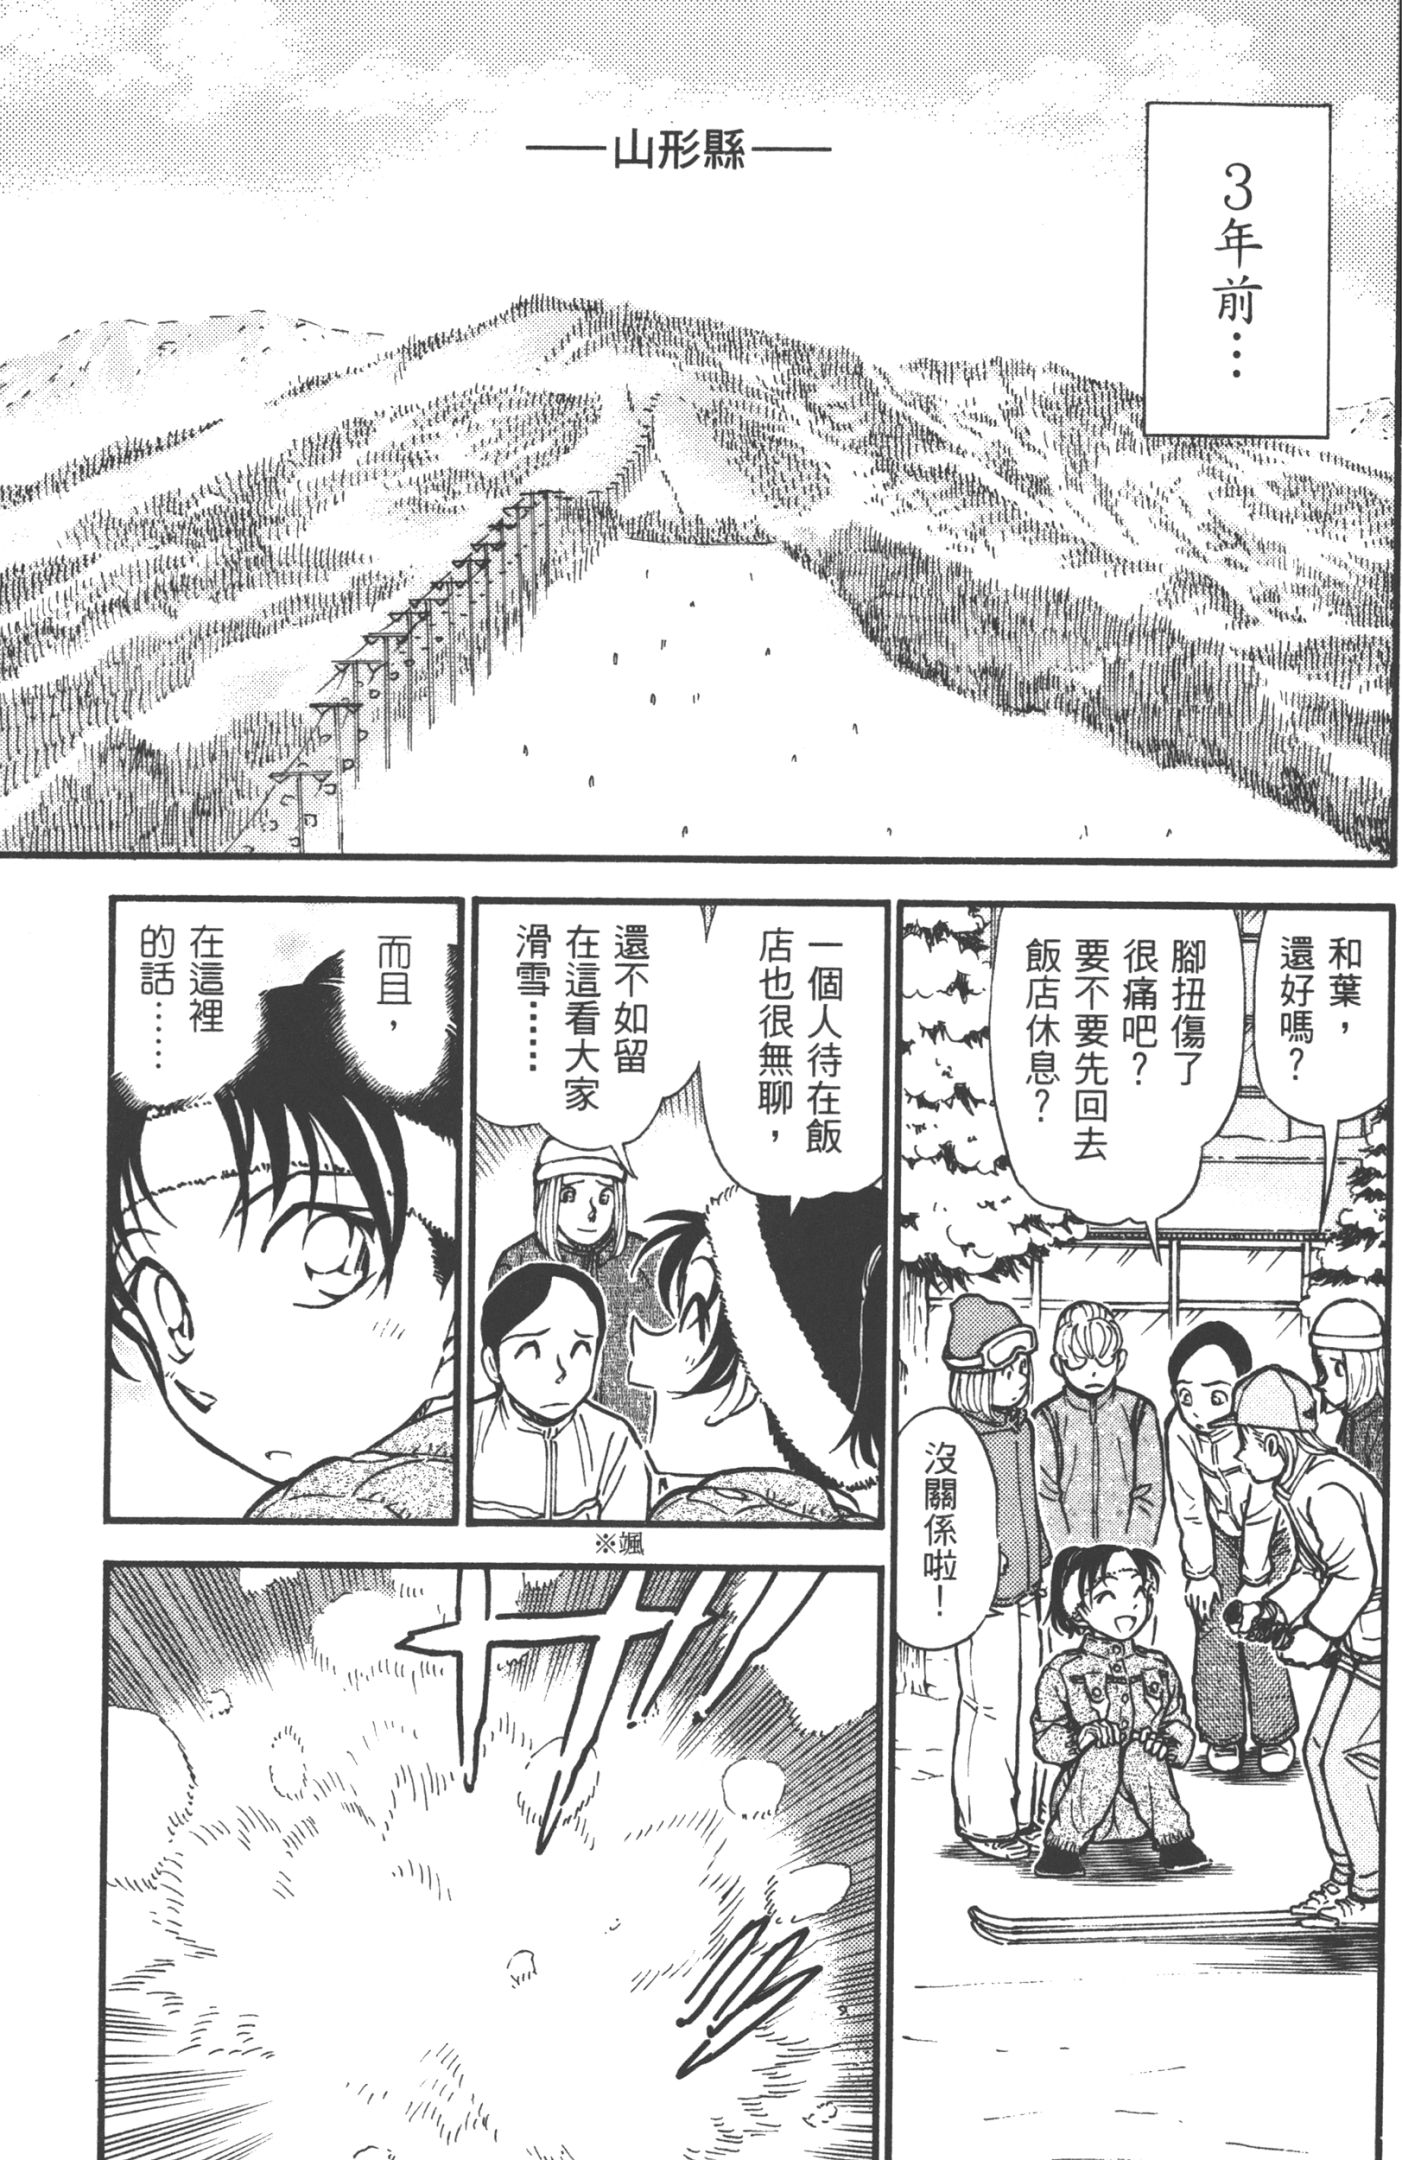 3年前…
——山形縣——
和葉，
還好嗎？
腳扭傷了
很痛吧？
要不要先回去
飯店休息？
沒關係啦！
一個人待在飯
店也很無聊，
還不如留
在這看大家
滑雪……
而且，
在這裡
的話……
※颯